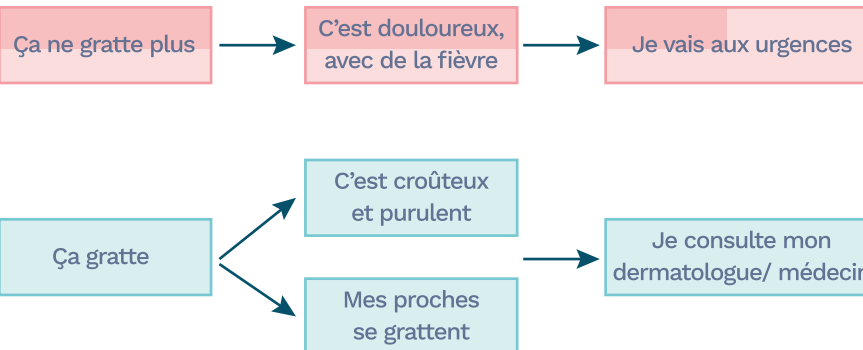 Ça ne gratte plus
C’est douloureux,
avec de la fièvre
Je vais aux urgences
C’est croûteux
et purulent
Ça gratte
Je consulte mon
dermatologue/ médecin
Mes proches
se grattent